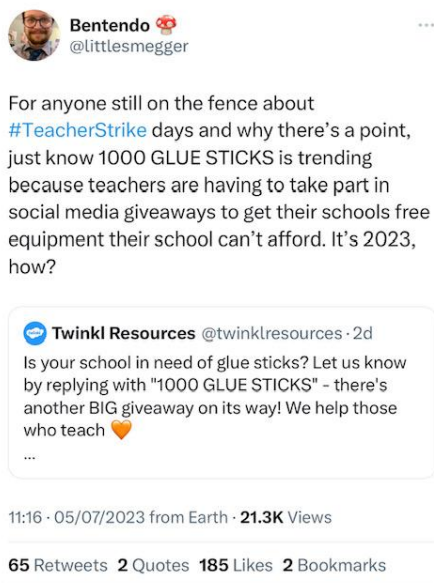 Bentendo 🍄
@littlesmegger
For anyone still on the fence about
#TeacherStrike days and why there's a point,
just know 1000 GLUE STICKS is trending
because teachers are having to take part in
social media giveaways to get their schools free
equipment their school can't afford. It's 2023,
how?
Twinkl Resources @twinklresources · 2d
Is your school in need of glue sticks? Let us know
by replying with "1000 GLUE STICKS" - there's
another BIG giveaway on its way! We help those
who teach 🧡
...
11:16 · 05/07/2023 from Earth · 21.3K Views
65 Retweets 2 Quotes 185 Likes 2 Bookmarks